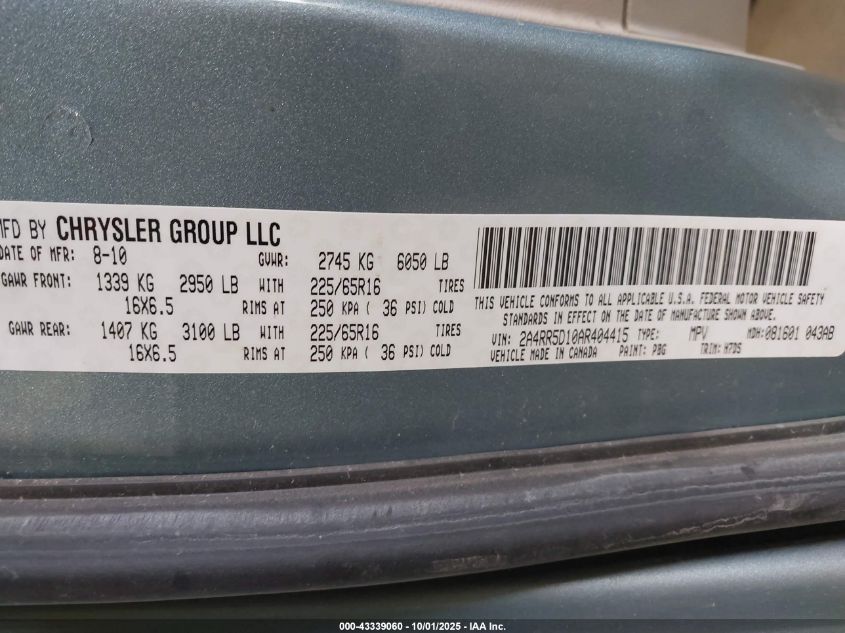 MFD BY CHRYSLER GROUP LLC
DATE OF MFR: 8-10 GVWR: 2745 KG 6050 LB
GAWR FRONT: 1339 KG 2950 LB WITH 225/65R16 TIRES
16X6.5 RIMS AT 250 KPA ( 36 PSI) COLD
GAWR REAR: 1407 KG 3100 LB WITH 225/65R16 TIRES
16X6.5 RIMS AT 250 KPA ( 36 PSI) COLD
THIS VEHICLE CONFORMS TO ALL APPLICABLE U.S.A. FEDERAL MOTOR VEHICLE SAFETY
STANDARDS IN EFFECT ON THE DATE OF MANUFACTURE SHOWN ABOVE.
VIN: 2A4RR5D10AR404415 TYPE: MPV MDH:081601 043AB
VEHICLE MADE IN CANADA PAINT: PBG TRIM: M7DS
000-43339060 - 10/01/2025 - IAA Inc.